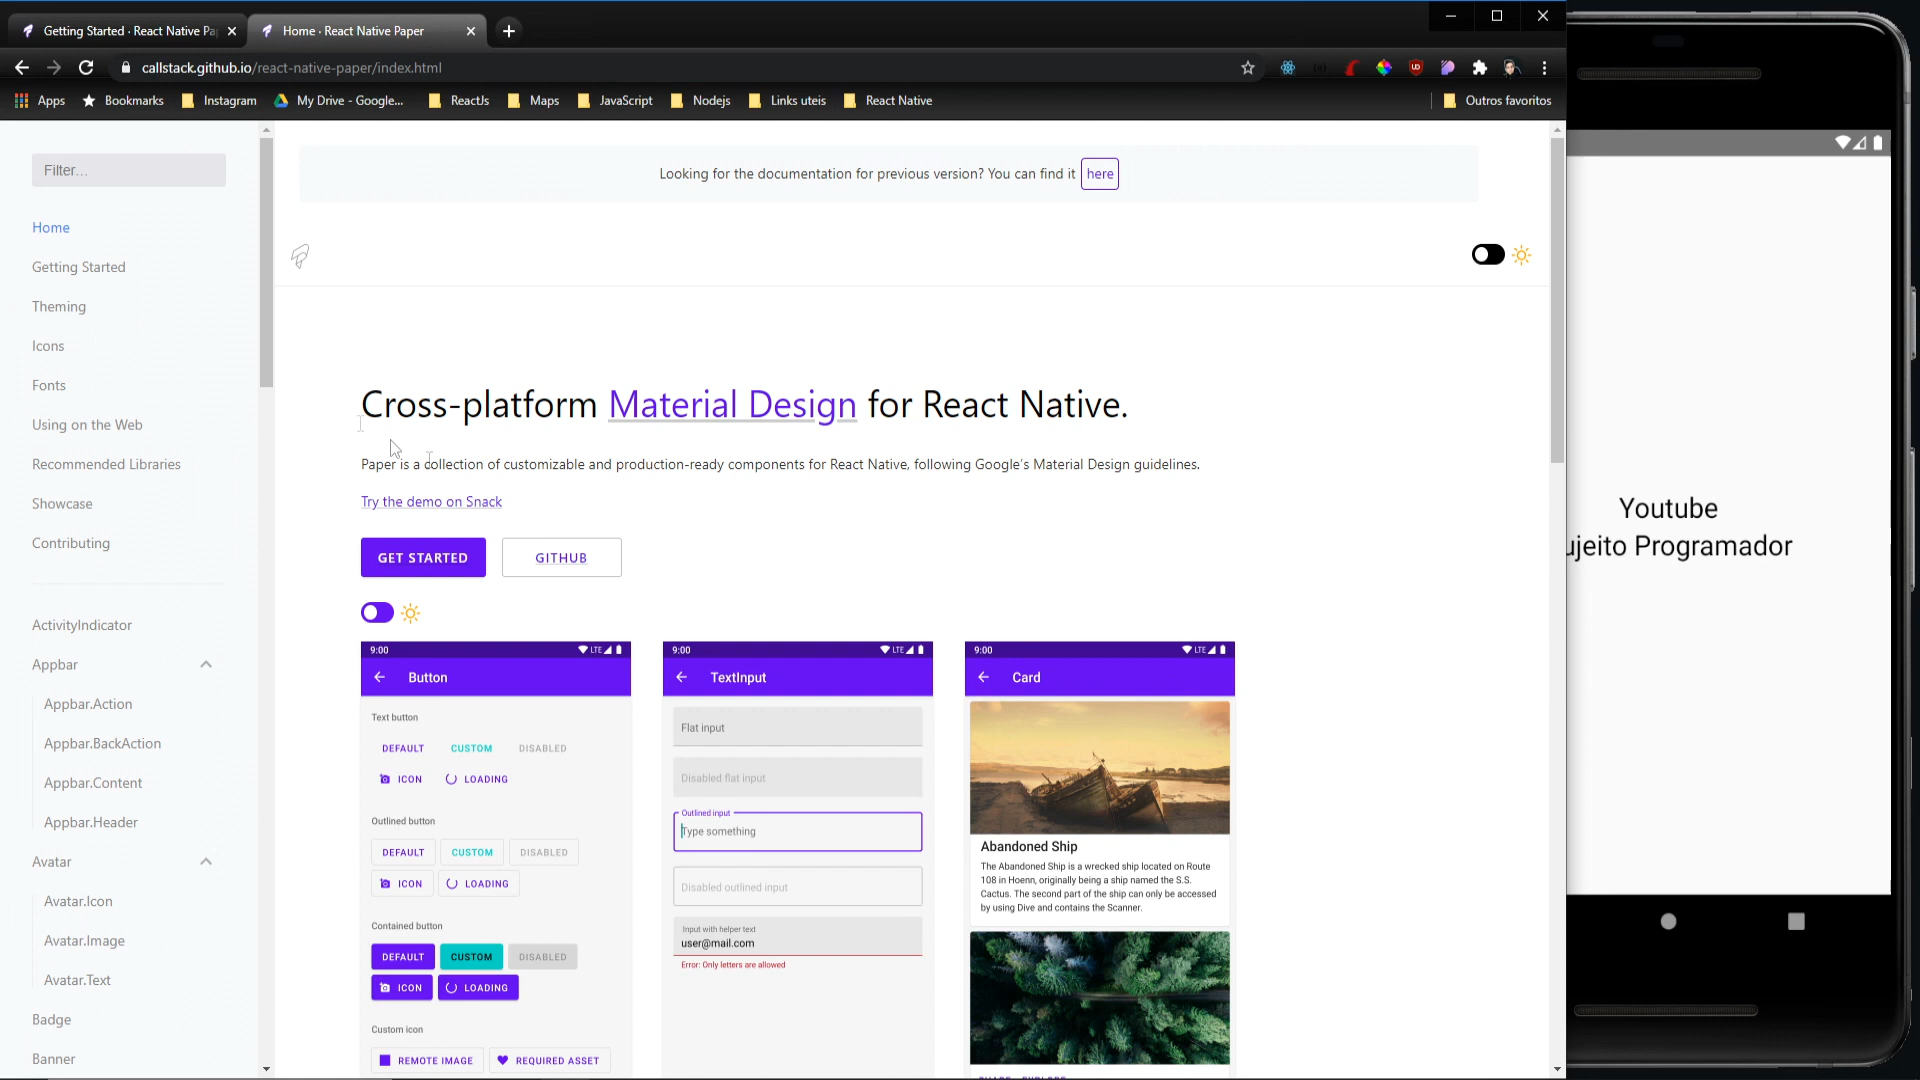 Getting Started · React Native Pa
Home · React Native Paper
callstack.github.io/react-native-paper/index.html
Apps
Bookmarks
Instagram
My Drive - Google...
ReactJs
Maps
JavaScript
Nodejs
Links uteis
React Native
Outros favoritos
Filter...
Home
Getting Started
Theming
Icons
Fonts
Using on the Web
Recommended Libraries
Showcase
Contributing
ActivityIndicator
Appbar
Appbar.Action
Appbar.BackAction
Appbar.Content
Appbar.Header
Avatar
Avatar.Icon
Avatar.Image
Avatar.Text
Badge
Banner
Looking for the documentation for previous version? You can find it here
Cross-platform Material Design for React Native.
Paper is a collection of customizable and production-ready components for React Native, following Google's Material Design guidelines.
Try the demo on Snack
GET STARTED
GITHUB
9:00
LTE
Button
Text button
DEFAULT
CUSTOM
DISABLED
ICON
LOADING
Outlined button
DEFAULT
CUSTOM
DISABLED
ICON
LOADING
Contained button
DEFAULT
CUSTOM
DISABLED
ICON
LOADING
Custom icon
REMOTE IMAGE
REQUIRED ASSET
9:00
LTE
TextInput
Flat input
Disabled flat input
Outlined input
Type something
Disabled outlined input
Input with helper text
user@mail.com
Error: Only letters are allowed
9:00
LTE
Card
Abandoned Ship
The Abandoned Ship is a wrecked ship located on Route
108 in Hoenn, originally being a ship named the S.S.
Cactus. The second part of the ship can only be accessed
by using Dive and contains the Scanner.
Youtube
ujeito Programador